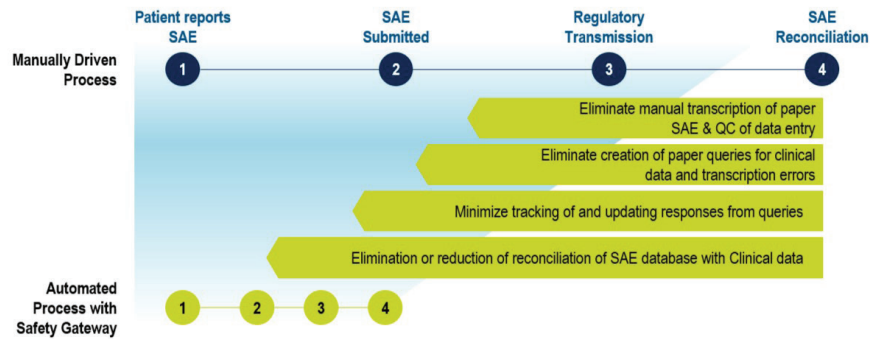 Patient reports
SAE
SAE
Submitted
Regulatory
Transmission
SAE
Reconciliation
Manually Driven
Process
1
2
3
4
Eliminate manual transcription of paper
SAE & QC of data entry
Eliminate creation of paper queries for clinical
data and transcription errors
Minimize tracking of and updating responses from queries
Elimination or reduction of reconciliation of SAE database with Clinical data
Automated
Process with
Safety Gateway
1
2
3
4